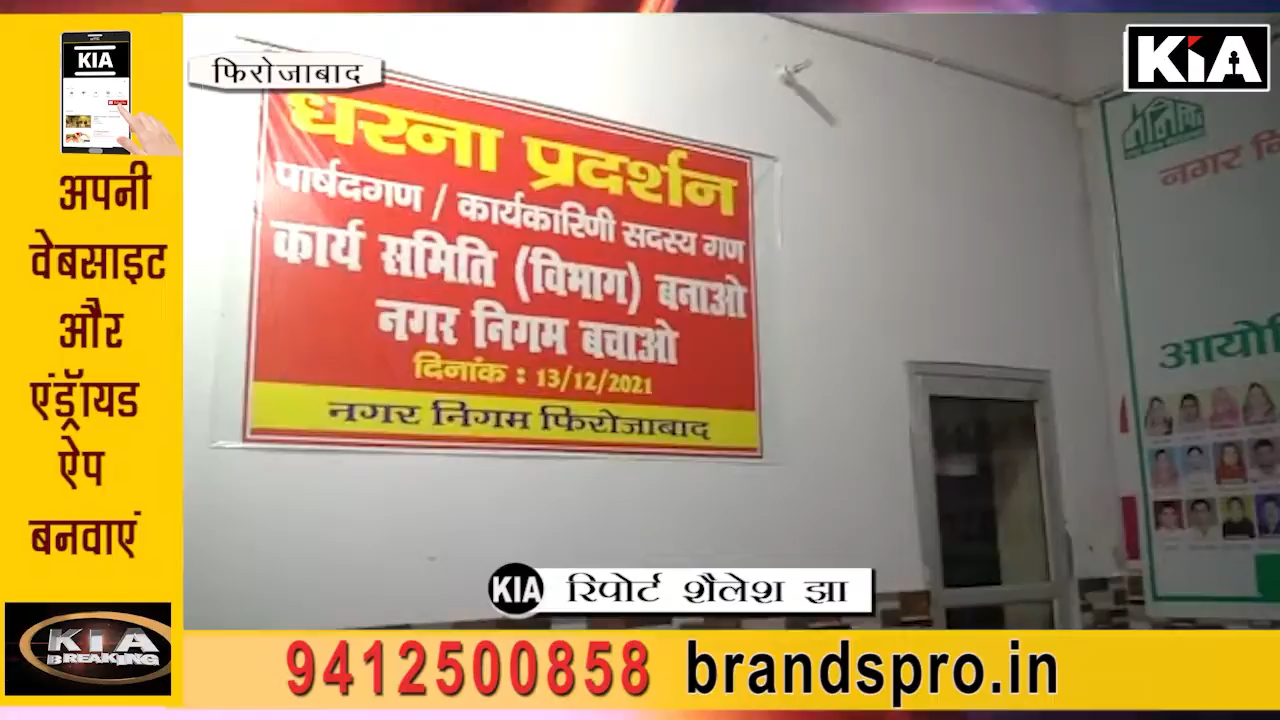 KIA
फिरोजाबाद
KIA
धरना प्रदर्शन
पार्षदगण / कार्यकारिणी सदस्य गण
कार्य समिति (विभाग) बनाओ
नगर निगम बचाओ
दिनांक : 13/12/2021
नगर निगम फिरोजाबाद
नगर
अपनी
वेबसाइट
और
एंड्रॉयड
ऐप
बनवाएं
KIA रिपोर्ट शैलेश झा
KIA
BREAKING
9412500858 brandspro.in